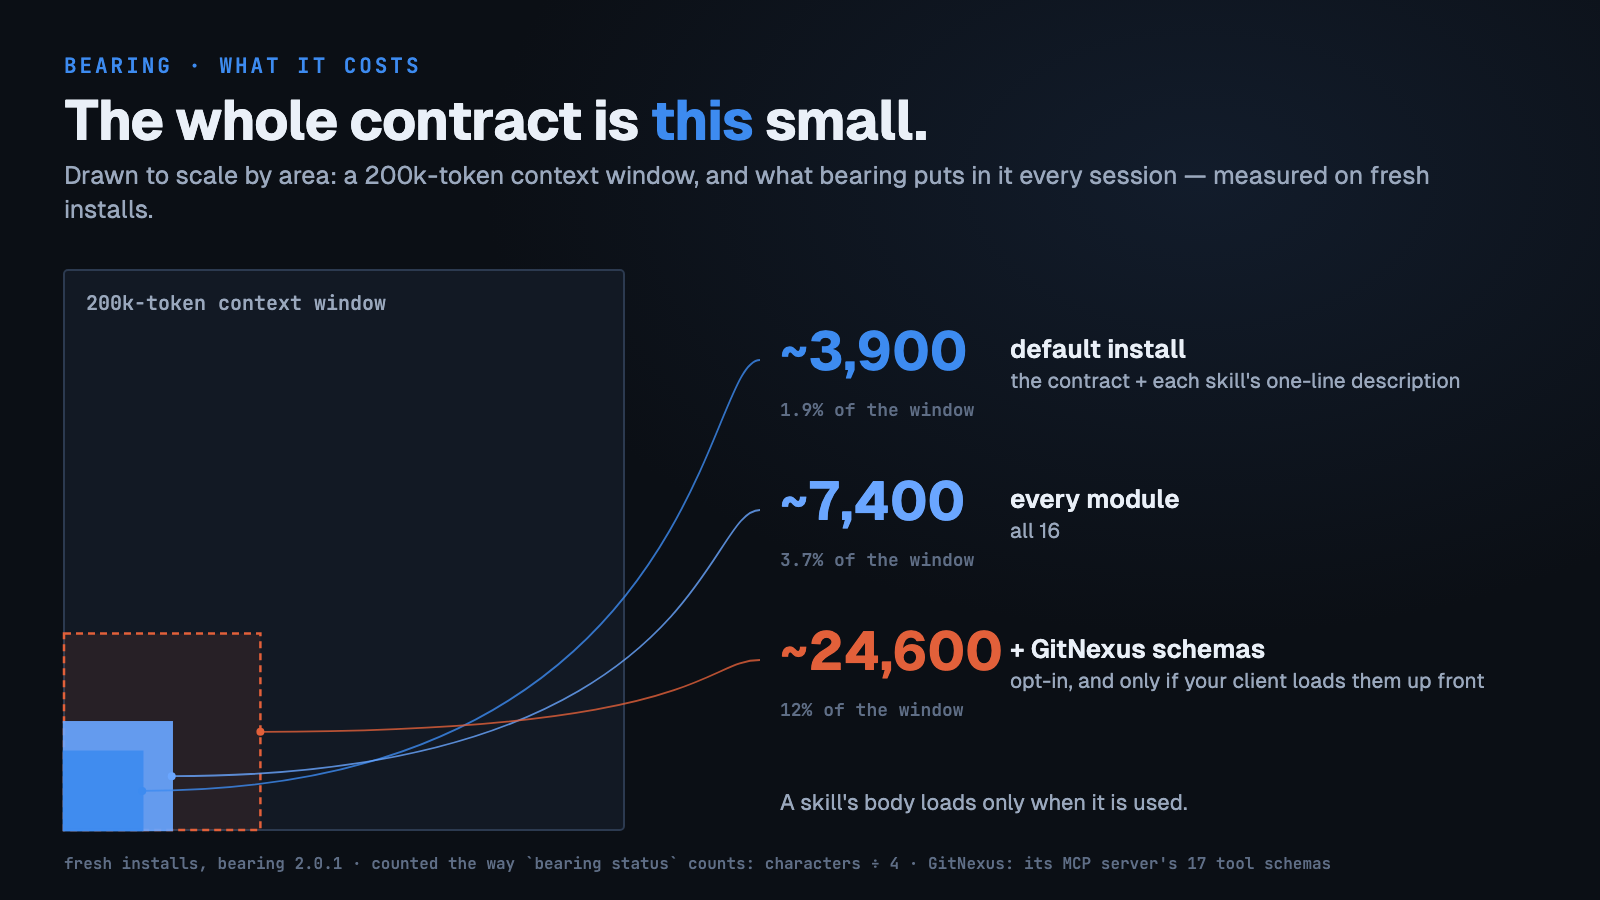 BEARING · WHAT IT COSTS
The whole contract is this small.
Drawn to scale by area: a 200k-token context window, and what bearing puts in it every session — measured on fresh
installs.
200k-token context window
~3,900
default install
the contract + each skill's one-line description
1.9% of the window
~7,400
every module
all 16
3.7% of the window
~24,600
+ GitNexus schemas
opt-in, and only if your client loads them up front
12% of the window
A skill's body loads only when it is used.
fresh installs, bearing 2.0.1 · counted the way `bearing status` counts: characters ÷ 4 · GitNexus: its MCP server's 17 tool schemas